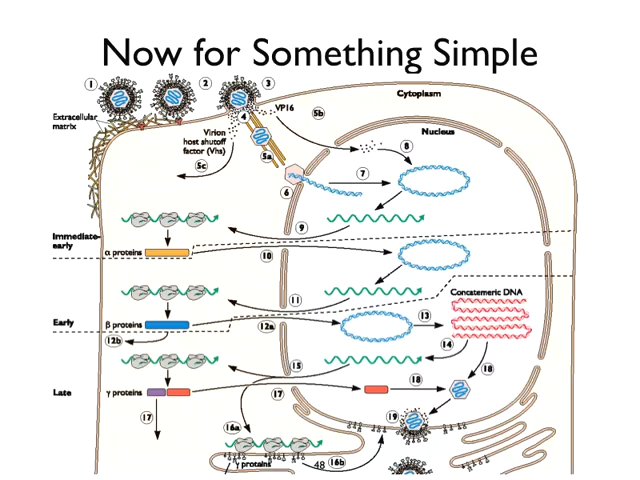 Now for Something Simple
1
2
3
Cytoplasm
VP16
4
5b
Extracellular
matrix
Virion
host shutoff
factor (Vhs)
Nucleus
8
5a
5c
7
6
9
Immediate-
early
α proteins
10
Concatemeric DNA
11
Early
β proteins
12a
13
12b
14
15
18
Late
γ proteins
17
18
17
19
16a
γ proteins
48
16b